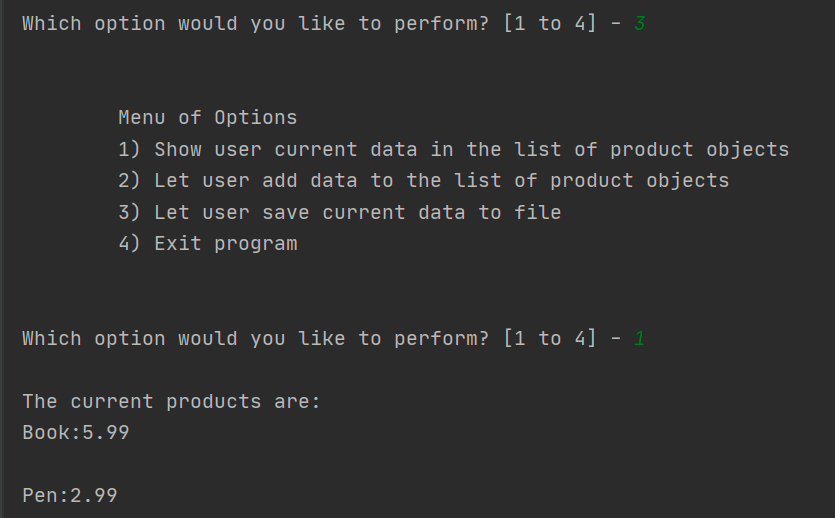 Which option would you like to perform? [1 to 4] - 3
Menu of Options
1) Show user current data in the list of product objects
2) Let user add data to the list of product objects
3) Let user save current data to file
4) Exit program
Which option would you like to perform? [1 to 4] - 1
The current products are:
Book:5.99
Pen:2.99